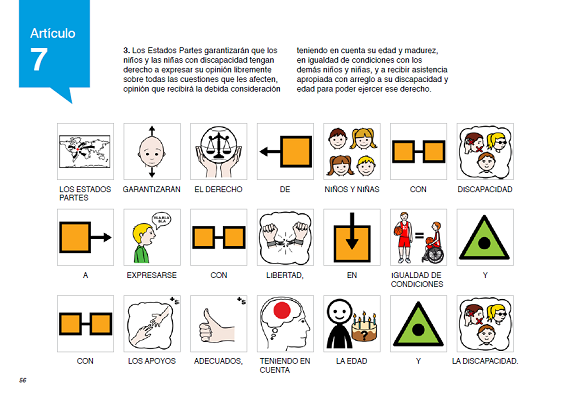 Artículo
7
3. Los Estados Partes garantizarán que los
niños y las niñas con discapacidad tengan
derecho a expresar su opinión libremente
sobre todas las cuestiones que les afecten,
opinión que recibirá la debida consideración
teniendo en cuenta su edad y madurez,
en igualdad de condiciones con los
demás niños y niñas, y a recibir asistencia
apropiada con arreglo a su discapacidad y
edad para poder ejercer ese derecho.
LOS ESTADOS PARTES
GARANTIZARÁN
EL DERECHO
DE
NIÑOS Y NIÑAS
CON
DISCAPACIDAD
BLA BLA
BLA
A
EXPRESARSE
CON
LIBERTAD,
EN
IGUALDAD DE
CONDICIONES
Y
+s
+s
CON
LOS APOYOS
ADECUADOS,
TENIENDO EN
CUENTA
LA EDAD
Y
LA DISCAPACIDAD.
56